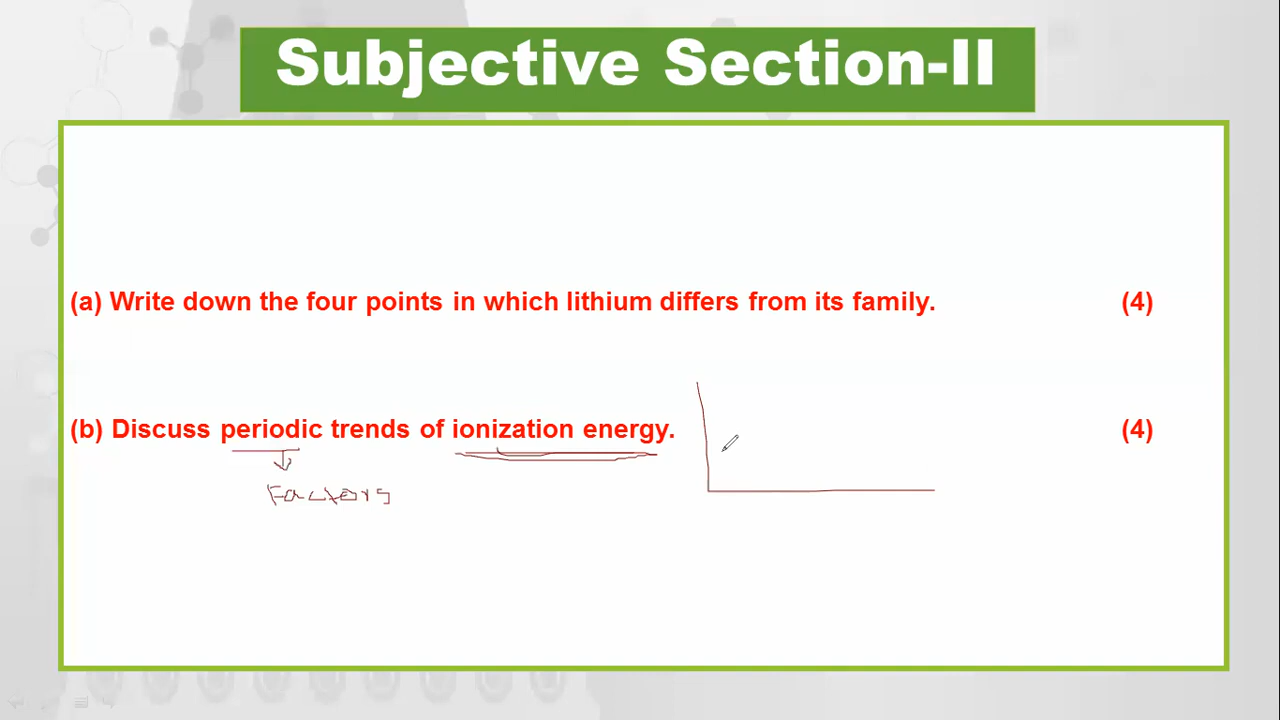 Subjective Section-II
(a) Write down the four points in which lithium differs from its family. (4)
(b) Discuss periodic trends of ionization energy. (4)
Factors